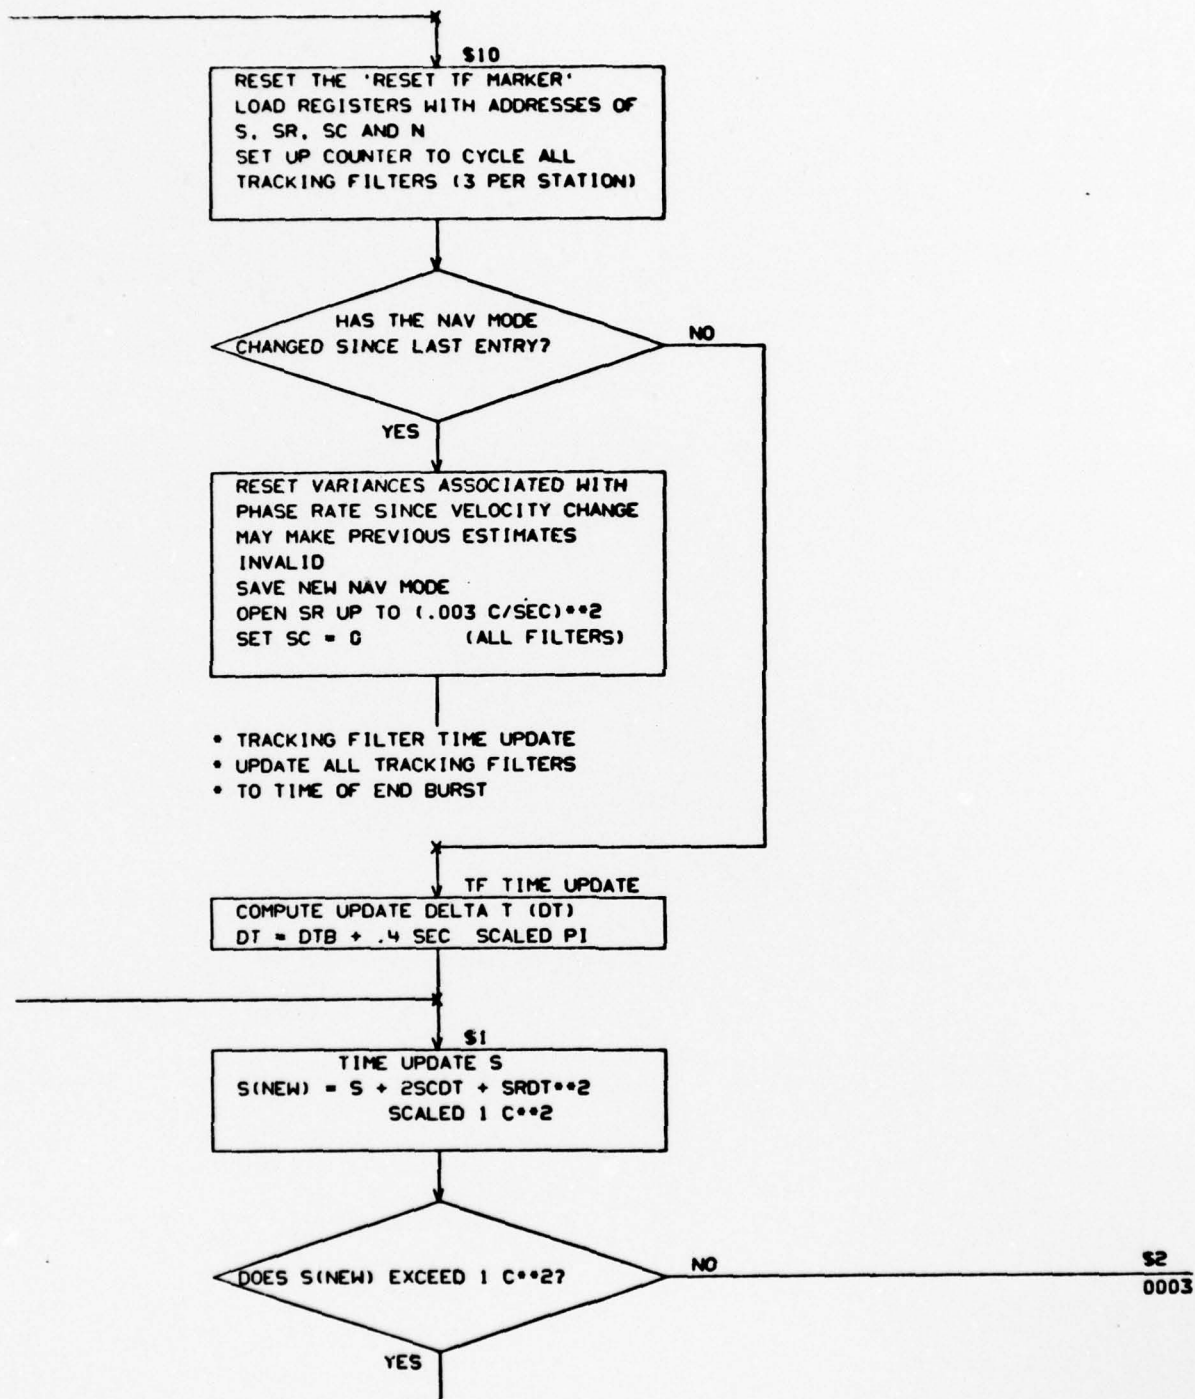 $10
RESET THE 'RESET TF MARKER'
LOAD REGISTERS WITH ADDRESSES OF
S, SR, SC AND N
SET UP COUNTER TO CYCLE ALL
TRACKING FILTERS (3 PER STATION)
HAS THE NAV MODE
CHANGED SINCE LAST ENTRY?
NO
YES
RESET VARIANCES ASSOCIATED WITH
PHASE RATE SINCE VELOCITY CHANGE
MAY MAKE PREVIOUS ESTIMATES
INVALID
SAVE NEW NAV MODE
OPEN SR UP TO (.003 C/SEC)**2
SET SC = 0 (ALL FILTERS)
* TRACKING FILTER TIME UPDATE
* UPDATE ALL TRACKING FILTERS
* TO TIME OF END BURST
TF TIME UPDATE
COMPUTE UPDATE DELTA T (DT)
DT = DTB + .4 SEC SCALED PI
$1
TIME UPDATE S
S(NEW) = S + 2SCDT + SRDT**2
SCALED 1 C**2
DOES S(NEW) EXCEED 1 C**2?
NO
$2
0003
YES